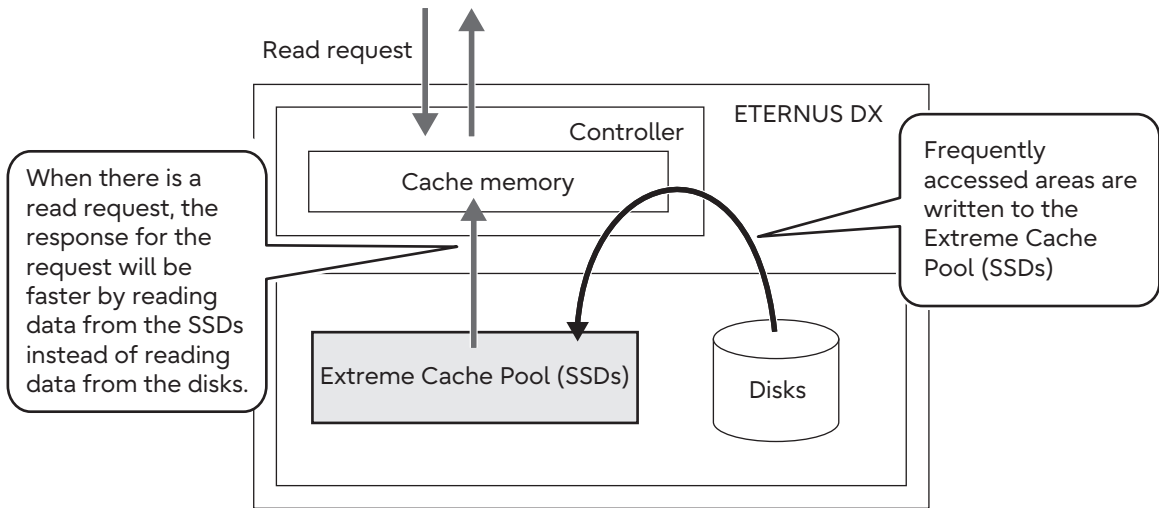 Read request
ETERNUS DX
Controller
Cache memory
When there is a
read request, the
response for the
request will be
faster by reading
data from the SSDs
instead of reading
data from the disks.
Frequently
accessed areas are
written to the
Extreme Cache
Pool (SSDs)
Extreme Cache Pool (SSDs)
Disks